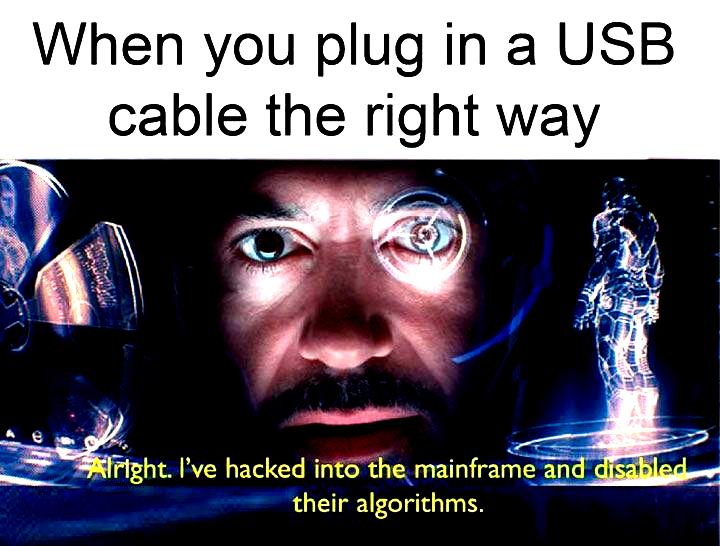 When you plug in a USB
cable the right way
Alright. I've hacked into the mainframe and disabled
their algorithms.